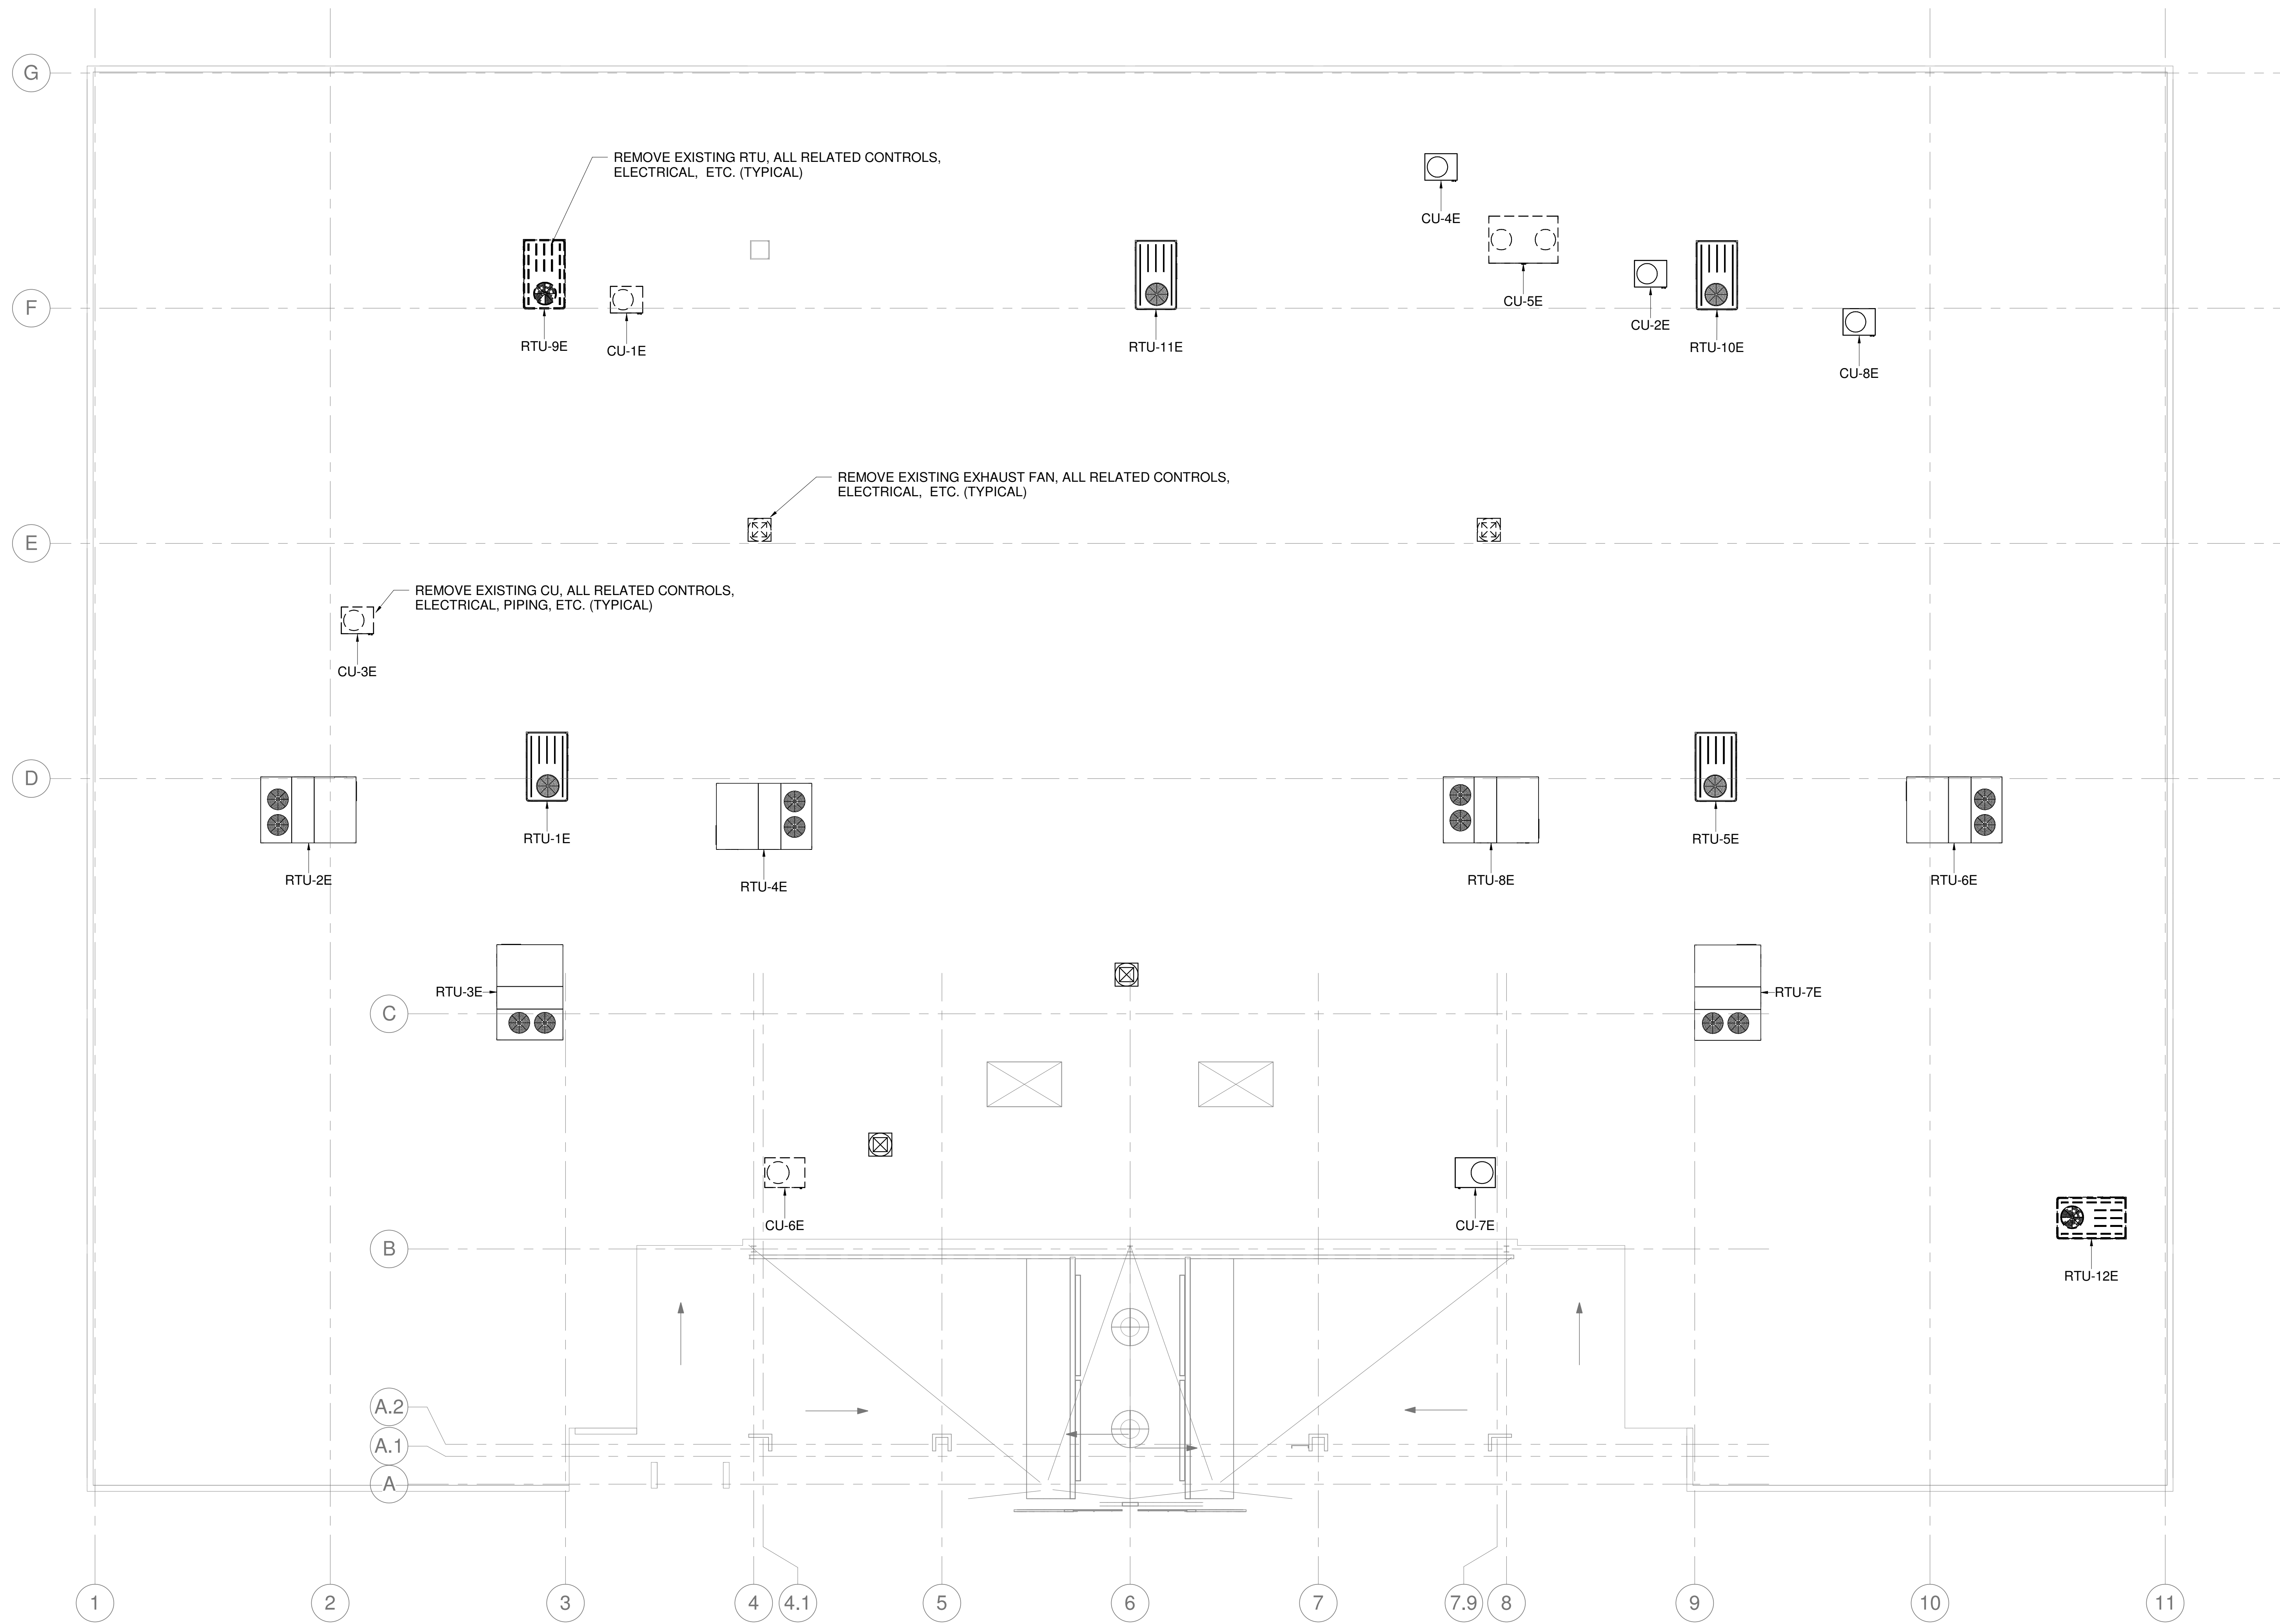 G
REMOVE EXISTING RTU, ALL RELATED CONTROLS,
ELECTRICAL, ETC. (TYPICAL)
CU-4E
CU-5E
F
CU-2E
RTU-9E
CU-1E
RTU-11E
RTU-10E
CU-8E
REMOVE EXISTING EXHAUST FAN, ALL RELATED CONTROLS,
ELECTRICAL, ETC. (TYPICAL)
E
REMOVE EXISTING CU, ALL RELATED CONTROLS,
ELECTRICAL, PIPING, ETC. (TYPICAL)
CU-3E
D
RTU-1E
RTU-5E
RTU-2E
RTU-4E
RTU-8E
RTU-6E
RTU-3E
RTU-7E
C
CU-6E
CU-7E
B
RTU-12E
A.2
A.1
A
1
2
3
4
4.1
5
6
7
7.9
8
9
10
11